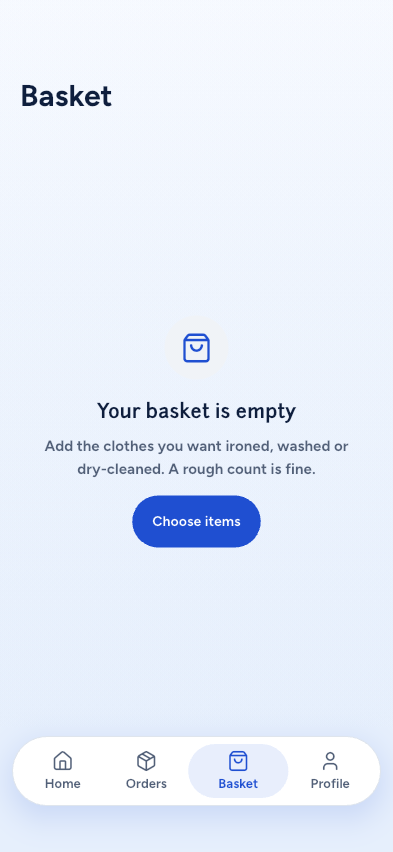 Basket
Your basket is empty
Add the clothes you want ironed, washed or
dry-cleaned. A rough count is fine.
Choose items
Home
Orders
Basket
Profile